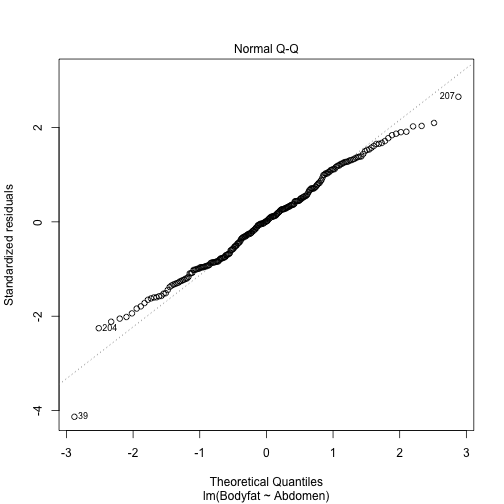 Normal Q-Q
207
2
0
-2
-4
Standardized residuals
204
39
-3 -2 -1 0 1 2 3
Theoretical Quantiles
lm(Bodyfat ~ Abdomen)